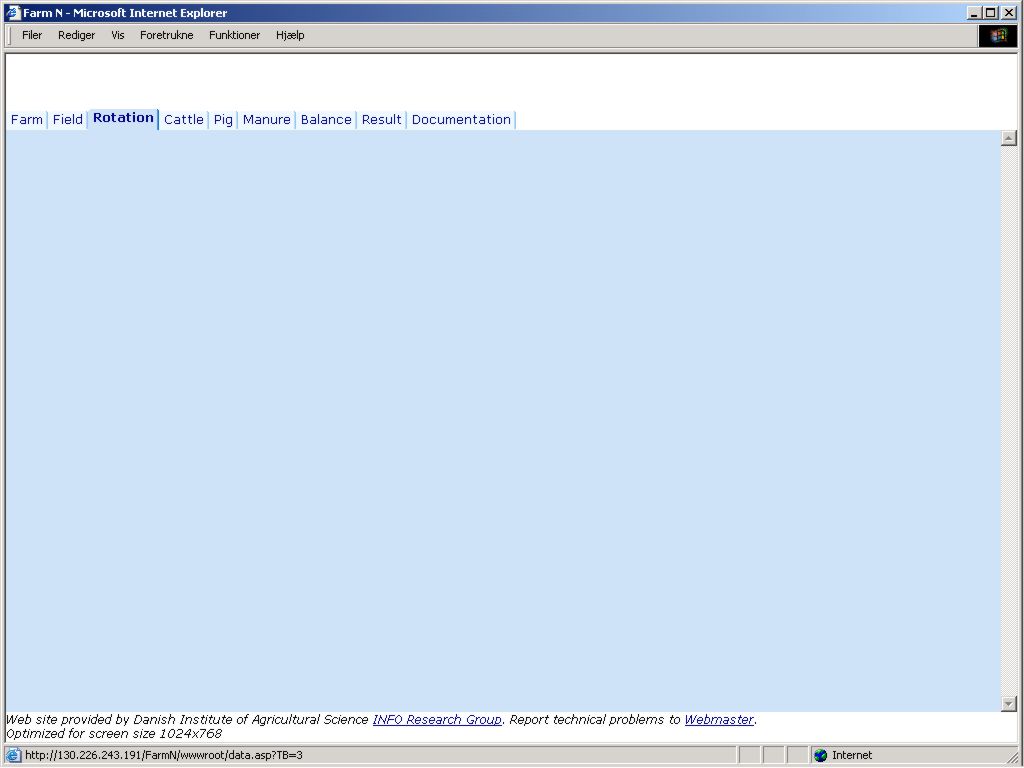 Farm N - Microsoft Internet Explorer
Filer Rediger Vis Foretrukne Funktioner Hjælp
Farm Field Rotation Cattle Pig Manure Balance Result Documentation
Web site provided by Danish Institute of Agricultural Science INFO Research Group. Report technical problems to Webmaster.
Optimized for screen size 1024x768
http://130.226.243.191/FarmN/wwwroot/data.asp?TB=3 Internet